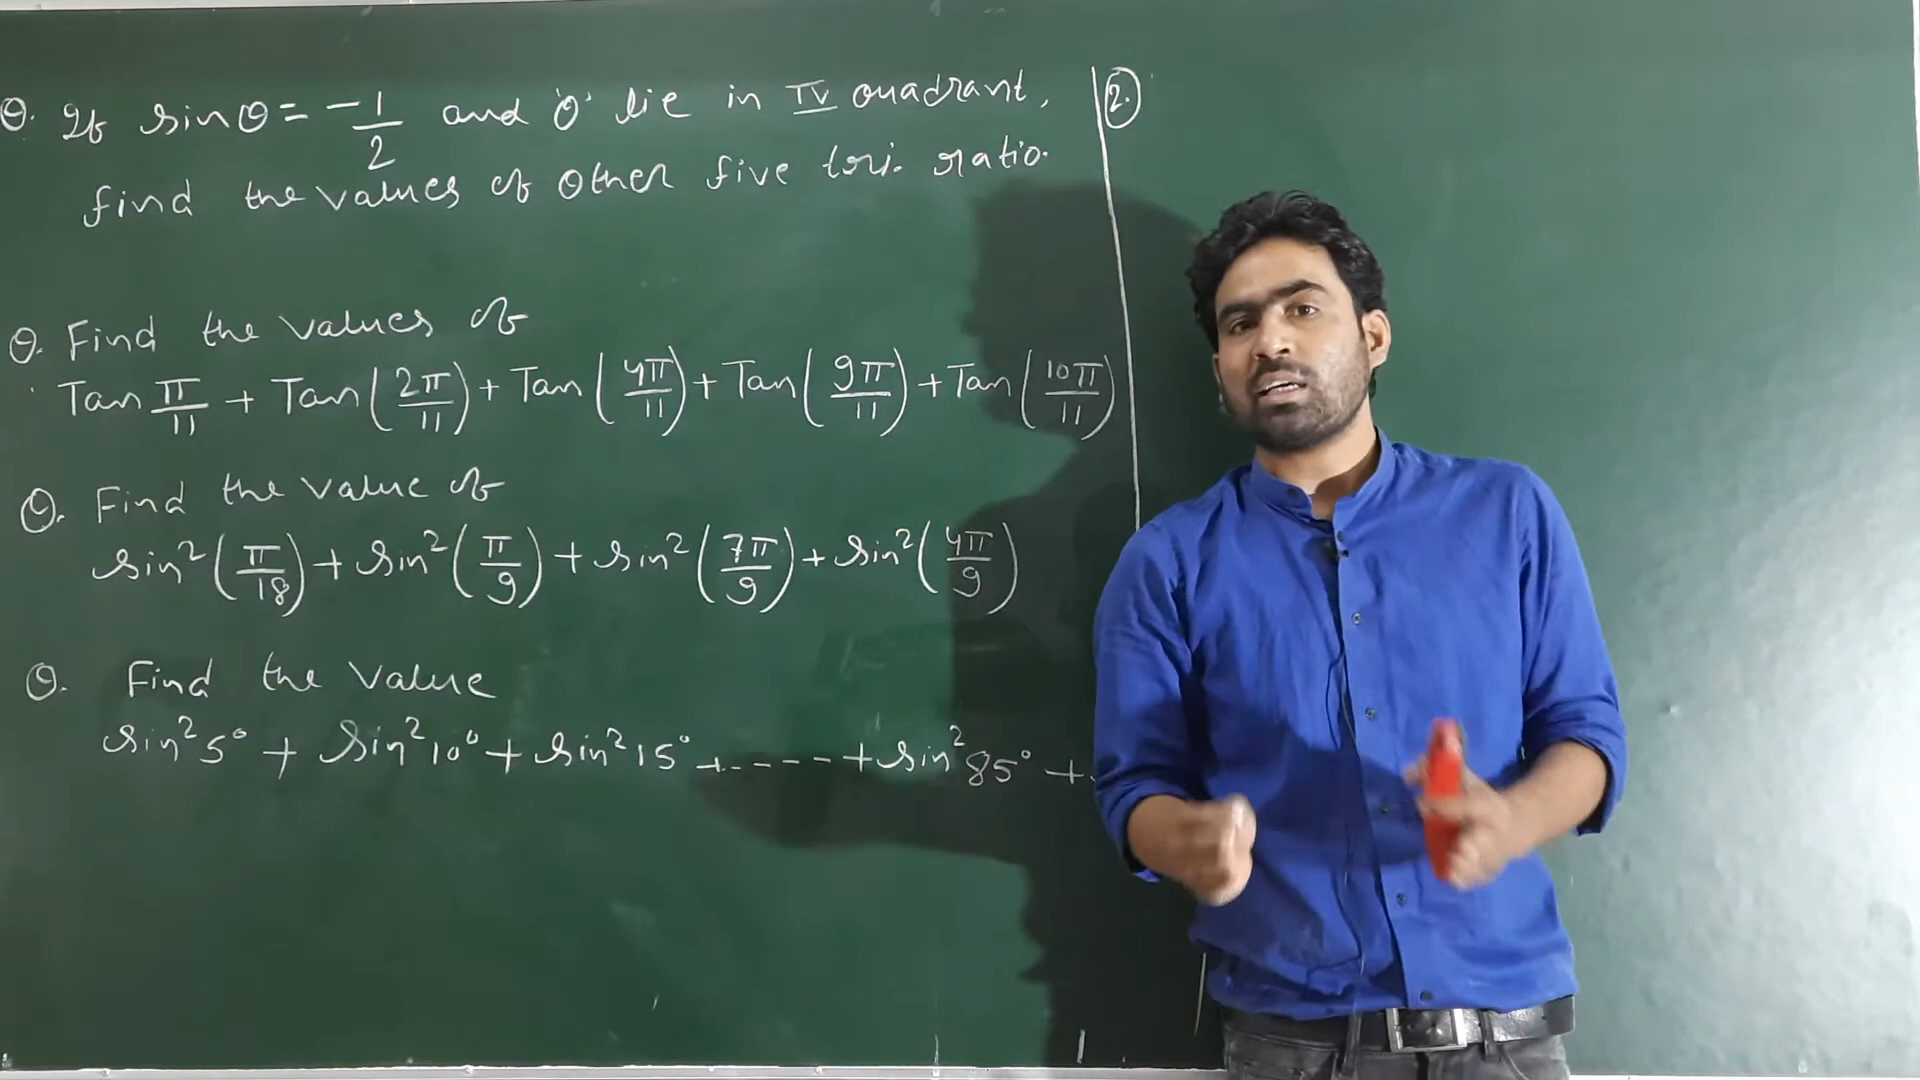 Q. If sinθ = -1/2 and 'θ' lie in IV quadrant,
find the values of other five tri. ratio.
Q. Find the values of
Tan π/11 + Tan(2π/11) + Tan(4π/11) + Tan(9π/11) + Tan(10π/11)
Q. Find the value of
sin²(π/18) + sin²(π/9) + sin²(7π/9) + sin²(4π/9)
Q. Find the value
sin²5° + sin²10° + sin²15° + ----- + sin²85° +
2.